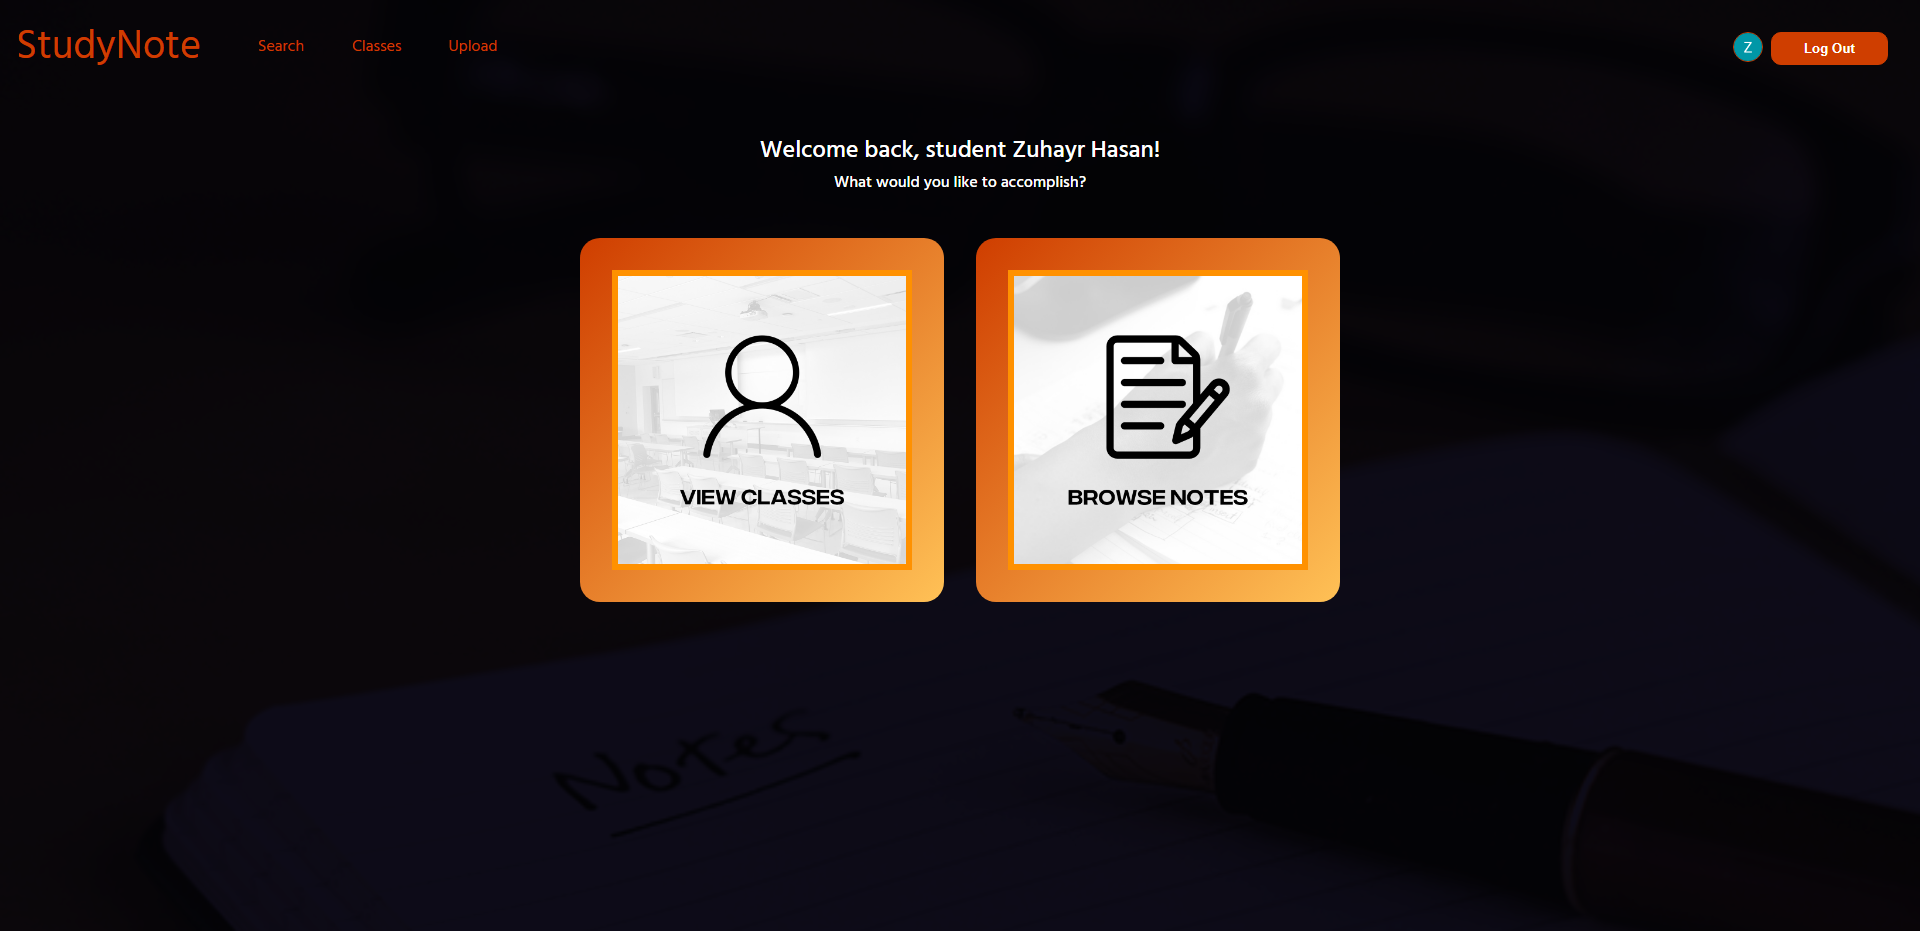 StudyNote
Search
Classes
Upload
Z
Log Out
Welcome back, student Zuhayr Hasan!
What would you like to accomplish?
VIEW CLASSES
BROWSE NOTES
Notes